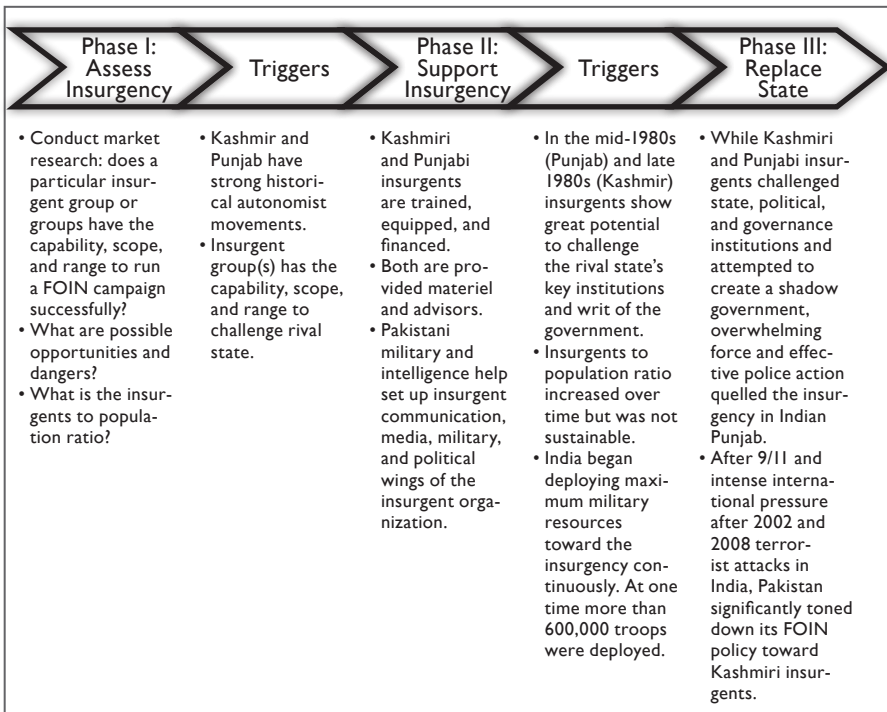 Phase I:
Assess
Insurgency
Triggers
Phase II:
Support
Insurgency
Triggers
Phase III:
Replace
State
• Conduct market
research: does a
particular insur-
gent group or
groups have the
capability, scope,
and range to run
a FOIN campaign
successfully?
• What are possible
opportunities and
dangers?
• What is the insur-
gents to popula-
tion ratio?
• Kashmir and
Punjab have
strong histori-
cal autonomist
movements.
• Insurgent
group(s) has the
capability, scope,
and range to
challenge rival
state.
• Kashmiri
and Punjabi
insurgents
are trained,
equipped, and
financed.
• Both are pro-
vided materiel
and advisors.
• Pakistani
military and
intelligence help
set up insurgent
communication,
media, military,
and political
wings of the
insurgent orga-
nization.
• In the mid-1980s
(Punjab) and late
1980s (Kashmir)
insurgents show
great potential
to challenge
the rival state’s
key institutions
and writ of the
government.
• Insurgents to
population ratio
increased over
time but was not
sustainable.
• India began
deploying maxi-
mum military
resources
toward the
insurgency con-
tinuously. At one
time more than
600,000 troops
were deployed.
• While Kashmiri
and Punjabi insur-
gents challenged
state, political,
and governance
institutions and
attempted to
create a shadow
government,
overwhelming
force and effec-
tive police action
quelled the insur-
gency in Indian
Punjab.
• After 9/11 and
intense interna-
tional pressure
after 2002 and
2008 terror-
ist attacks in
India, Pakistan
significantly toned
down its FOIN
policy toward
Kashmiri insur-
gents.